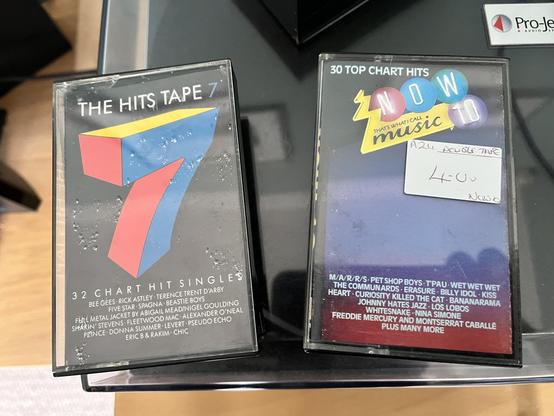 THE HITS TAPE 7
7
32 CHART HIT SINGLES
BEE GEES · RICK ASTLEY · TERENCE TRENT D'ARBY
FIVE STAR · SPAGNA · BEASTIE BOYS
FULL METAL JACKET BY ABIGAIL MEAD/NIGEL GOULDING
SHAKIN' STEVENS · FLEETWOOD MAC · ALEXANDER O'NEAL
PRINCE · DONNA SUMMER · LEVERT · PSEUDO ECHO
ERIC B & RAKIM · CHIC
30 TOP CHART HITS
NOW
THAT'S WHAT I CALL
music 10
A24 DOUBLE TAPE
4-00
M/A/R/R/S · PET SHOP BOYS · T'PAU · WET WET WET
THE COMMUNARDS · ERASURE · BILLY IDOL · KISS
HEART · CURIOSITY KILLED THE CAT · BANANARAMA
JOHNNY HATES JAZZ · LOS LOBOS
WHITESNAKE · NINA SIMONE
FREDDIE MERCURY AND MONTSERRAT CABALLÉ
PLUS MANY MORE
Pro-Je